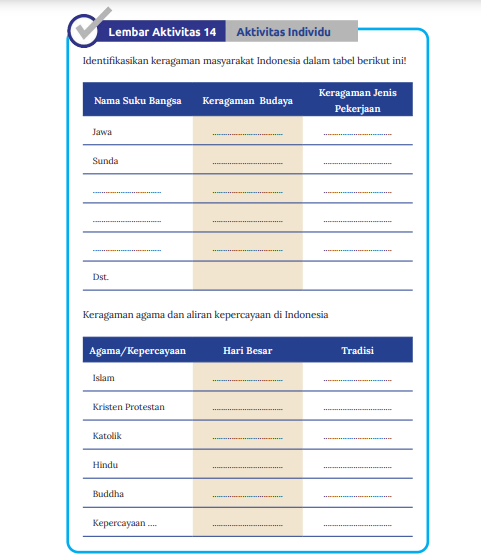 Lembar Aktivitas 14 Aktivitas Individu
Identifikasikan keragaman masyarakat Indonesia dalam tabel berikut ini!
Nama Suku Bangsa Keragaman Budaya Keragaman Jenis Pekerjaan
Jawa ................................ ................................
Sunda ................................ ................................
................................ ................................ ................................
................................ ................................ ................................
................................ ................................ ................................
Dst.
Keragaman agama dan aliran kepercayaan di Indonesia
Agama/Kepercayaan Hari Besar Tradisi
Islam ................................ ................................
Kristen Protestan ................................ ................................
Katolik ................................ ................................
Hindu ................................ ................................
Buddha ................................ ................................
Kepercayaan .... ................................ ................................